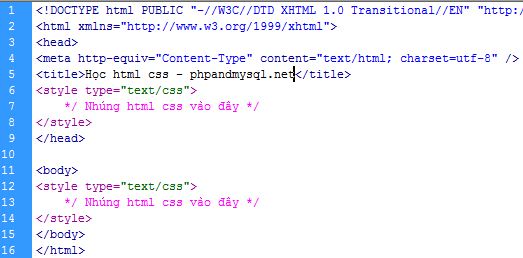 1 <!DOCTYPE html PUBLIC "-//W3C//DTD XHTML 1.0 Transitional//EN" "http:/
2 <html xmlns="http://www.w3.org/1999/xhtml">
3 <head>
4 <meta http-equiv="Content-Type" content="text/html; charset=utf-8" />
5 <title>Học html css - phpandmysql.net</title>
6 <style type="text/css">
7 */ Nhúng html css vào đây */
8 </style>
9 </head>
10
11 <body>
12 <style type="text/css">
13 */ Nhúng html css vào đây */
14 </style>
15 </body>
16 </html>